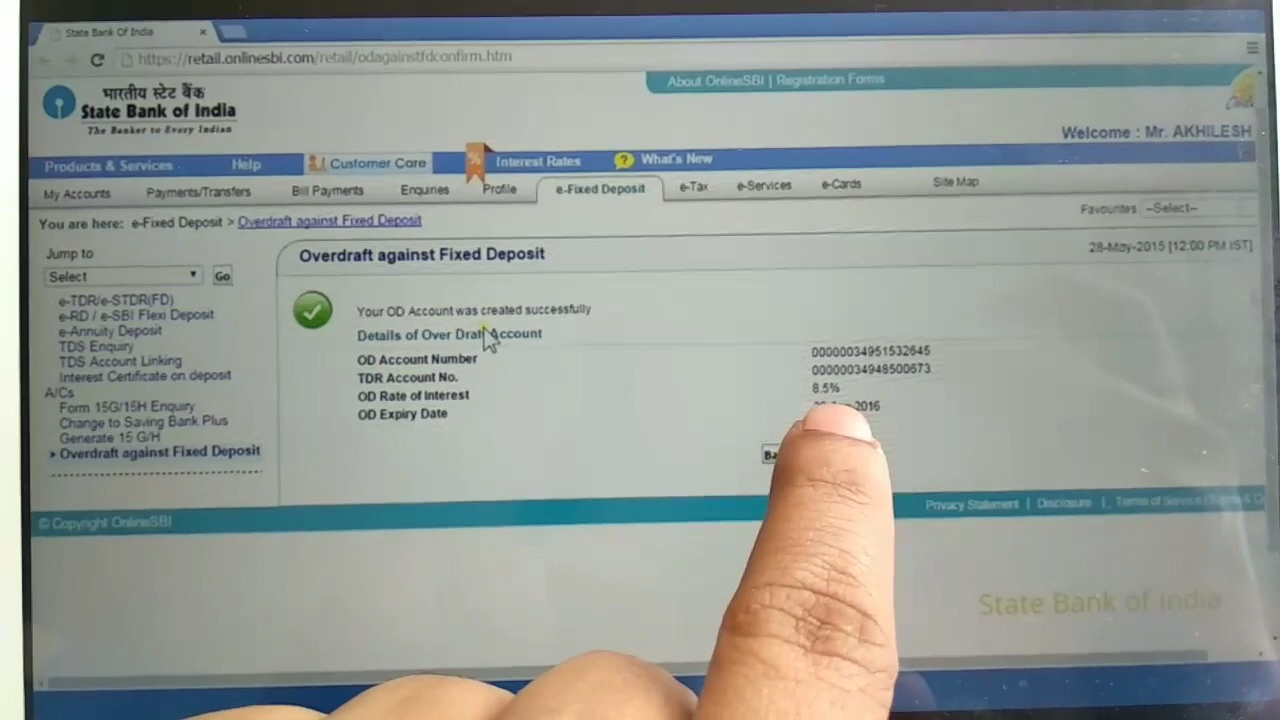 State Bank Of India
https://retail.onlinesbi.com/retail/odagainstfdconfirm.htm
About OnlineSBI | Registration Forms
भारतीय स्टेट बैंक
State Bank of India
The Banker to Every Indian
Welcome : Mr. AKHILESH
Products & Services
Help
Customer Care
% Interest Rates
? What's New
My Accounts
Payments/Transfers
Bill Payments
Enquiries
Profile
e-Fixed Deposit
e-Tax
e-Services
e-Cards
Site Map
You are here: e-Fixed Deposit > Overdraft against Fixed Deposit
Favourites --Select--
Jump to
Select
Go
e-TDR/e-STDR(FD)
e-RD / e-SBI Flexi Deposit
e-Annuity Deposit
TDS Enquiry
TDS Account Linking
Interest Certificate on deposit
A/Cs
Form 15G/15H Enquiry
Change to Saving Bank Plus
Generate 15 G/H
Overdraft against Fixed Deposit
Overdraft against Fixed Deposit
28-May-2015 [12:00 PM IST]
Your OD Account was created successfully
Details of Over Draft Account
OD Account Number 00000034951532645
TDR Account No. 00000034948500673
OD Rate of Interest 8.5%
OD Expiry Date 2016
© Copyright OnlineSBI
Privacy Statement | Disclosure | Terms of Service
State Bank of India